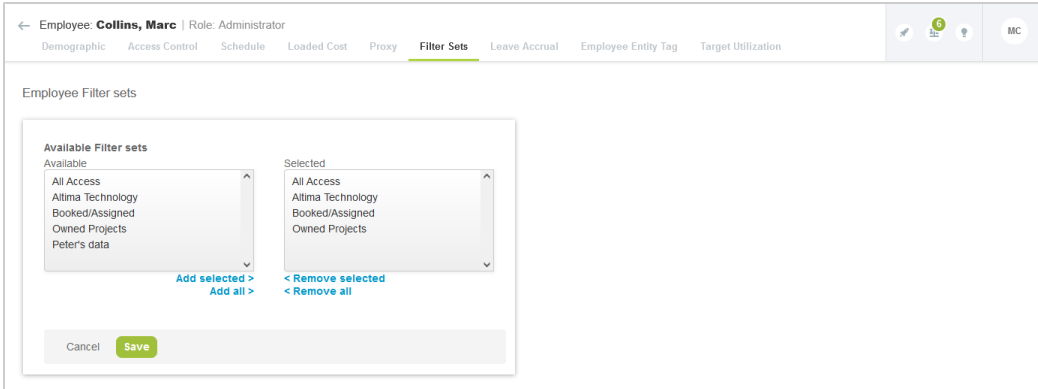 ← Employee: Collins, Marc | Role: Administrator
Demographic Access Control Schedule Loaded Cost Proxy Filter Sets Leave Accrual Employee Entity Tag Target Utilization
6
MC
Employee Filter sets
Available Filter sets
Available Selected
All Access All Access
Altima Technology Altima Technology
Booked/Assigned Booked/Assigned
Owned Projects Owned Projects
Peter's data
Add selected > < Remove selected
Add all > < Remove all
Cancel Save